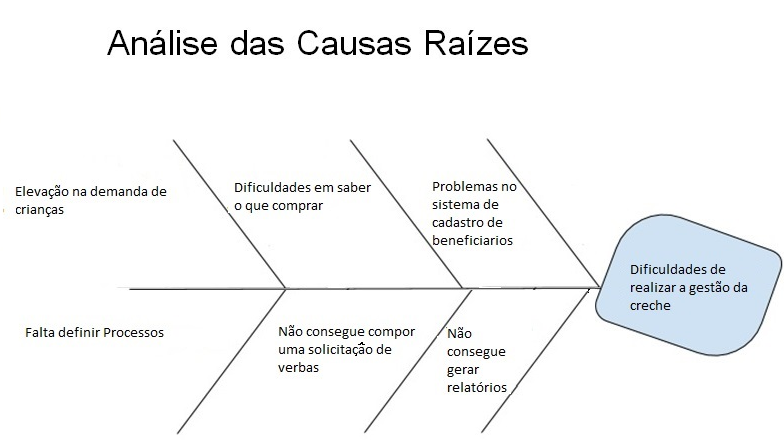 Análise das Causas Raízes
Elevação na demanda de
crianças
Dificuldades em saber
o que comprar
Problemas no
sistema de
cadastro de
beneficiarios
Dificuldades de
realizar a gestão da
creche
Falta definir Processos
Não consegue compor
uma solicitação de
verbas
Não
consegue
gerar
relatórios